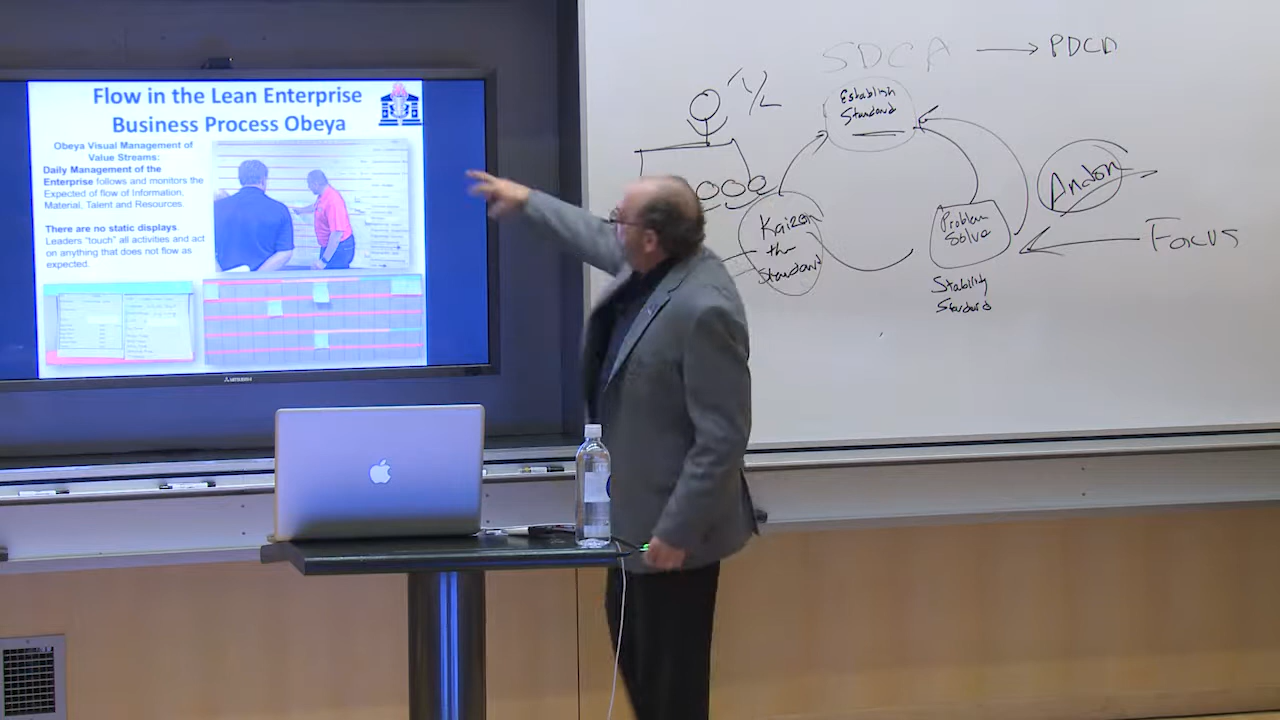 Flow in the Lean Enterprise
Business Process Obeya
Obeya Visual Management of
Value Streams:
Daily Management of the
Enterprise follows and monitors the
Expected of flow of Information,
Material, Talent and Resources.
There are no static displays.
Leaders "touch" all activities and act
on anything that does not flow as
expected.
MITSUBISHI
SDCA → PDCA
Establish
Standard
Andon
Problem
Solve
Focus
Kaizen
the
Standard
Stability
Standard